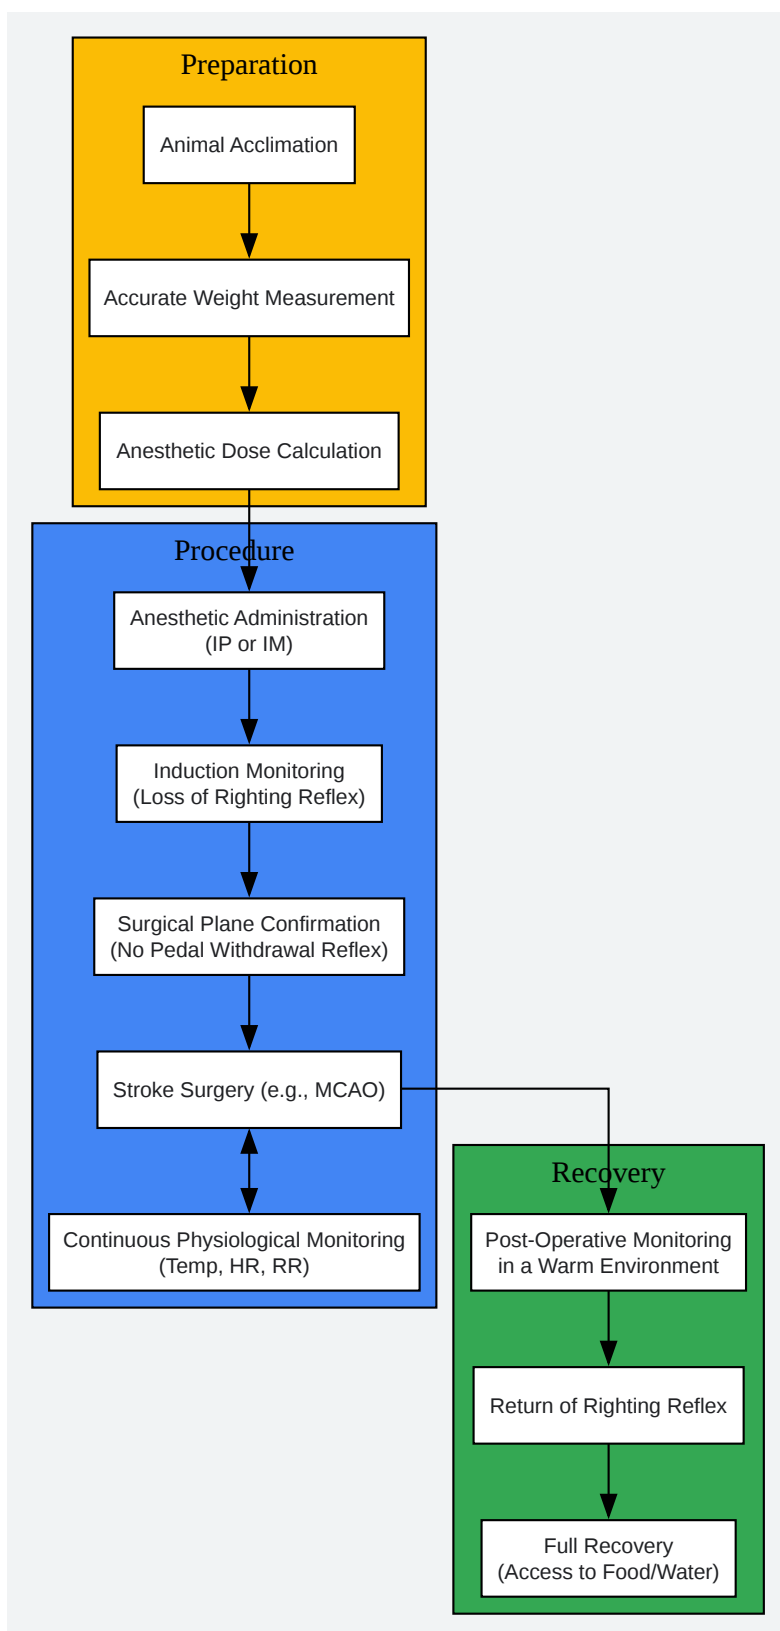 Preparation
Animal Acclimation
Accurate Weight Measurement
Anesthetic Dose Calculation
Procedure
Anesthetic Administration
(IP or IM)
Induction Monitoring
(Loss of Righting Reflex)
Surgical Plane Confirmation
(No Pedal Withdrawal Reflex)
Stroke Surgery (e.g., MCAO)
Continuous Physiological Monitoring
(Temp, HR, RR)
Recovery
Post-Operative Monitoring
in a Warm Environment
Return of Righting Reflex
Full Recovery
(Access to Food/Water)